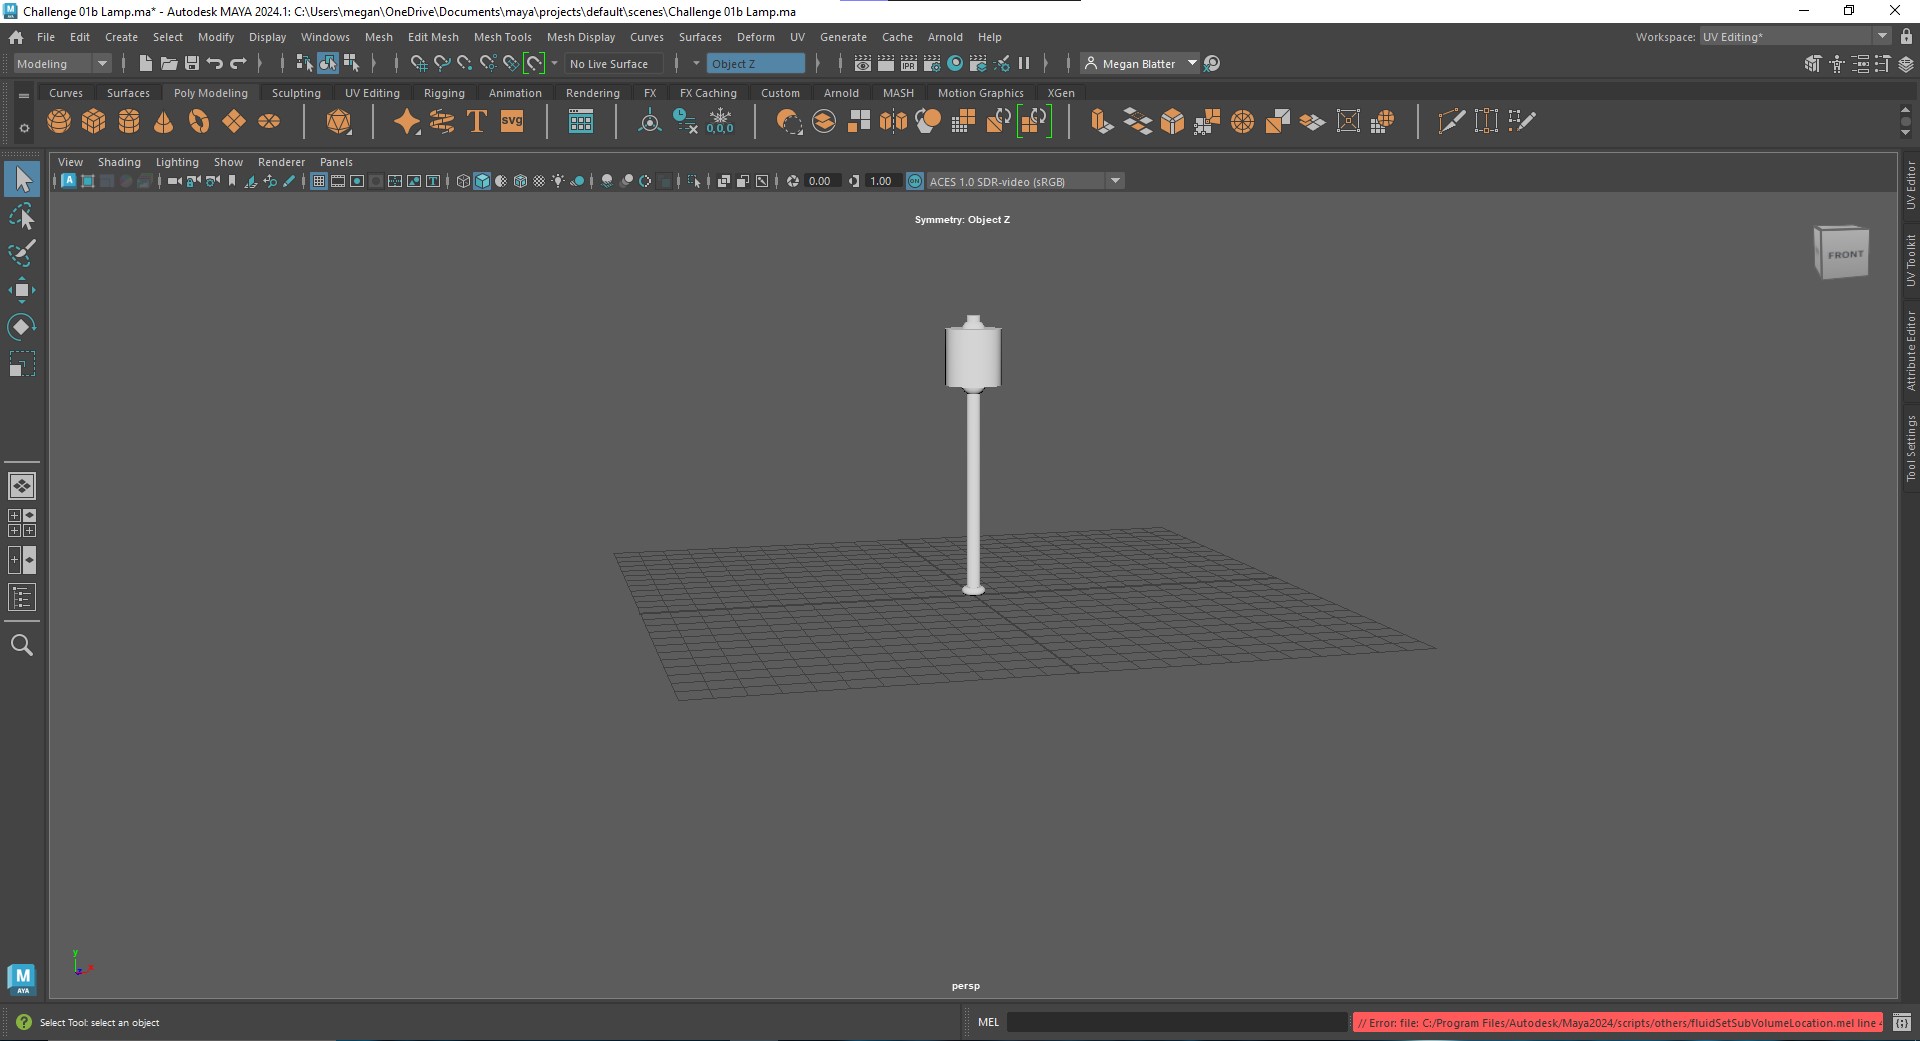 Challenge 01b Lamp.ma* - Autodesk MAYA 2024.1: C:\Users\megan\OneDrive\Documents\maya\projects\default\scenes\Challenge 01b Lamp.ma
File Edit Create Select Modify Display Windows Mesh Edit Mesh Mesh Tools Mesh Display Curves Surfaces Deform UV Generate Cache Arnold Help Workspace: UV Editing*
Modeling No Live Surface Object Z Megan Blatter
Curves Surfaces Poly Modeling Sculpting UV Editing Rigging Animation Rendering FX FX Caching Custom Arnold MASH Motion Graphics XGen
T SVG 0,0,0
View Shading Lighting Show Renderer Panels
0.00 1.00 ON ACES 1.0 SDR-video (sRGB)
Symmetry: Object Z
FRONT
UV Editor
UV Toolkit
Attribute Editor
Tool Settings
y
persp
M
AYA
Select Tool: select an object
MEL
// Error: file: C:/Program Files/Autodesk/Maya2024/scripts/others/fluidSetSubVolumeLocation.mel line